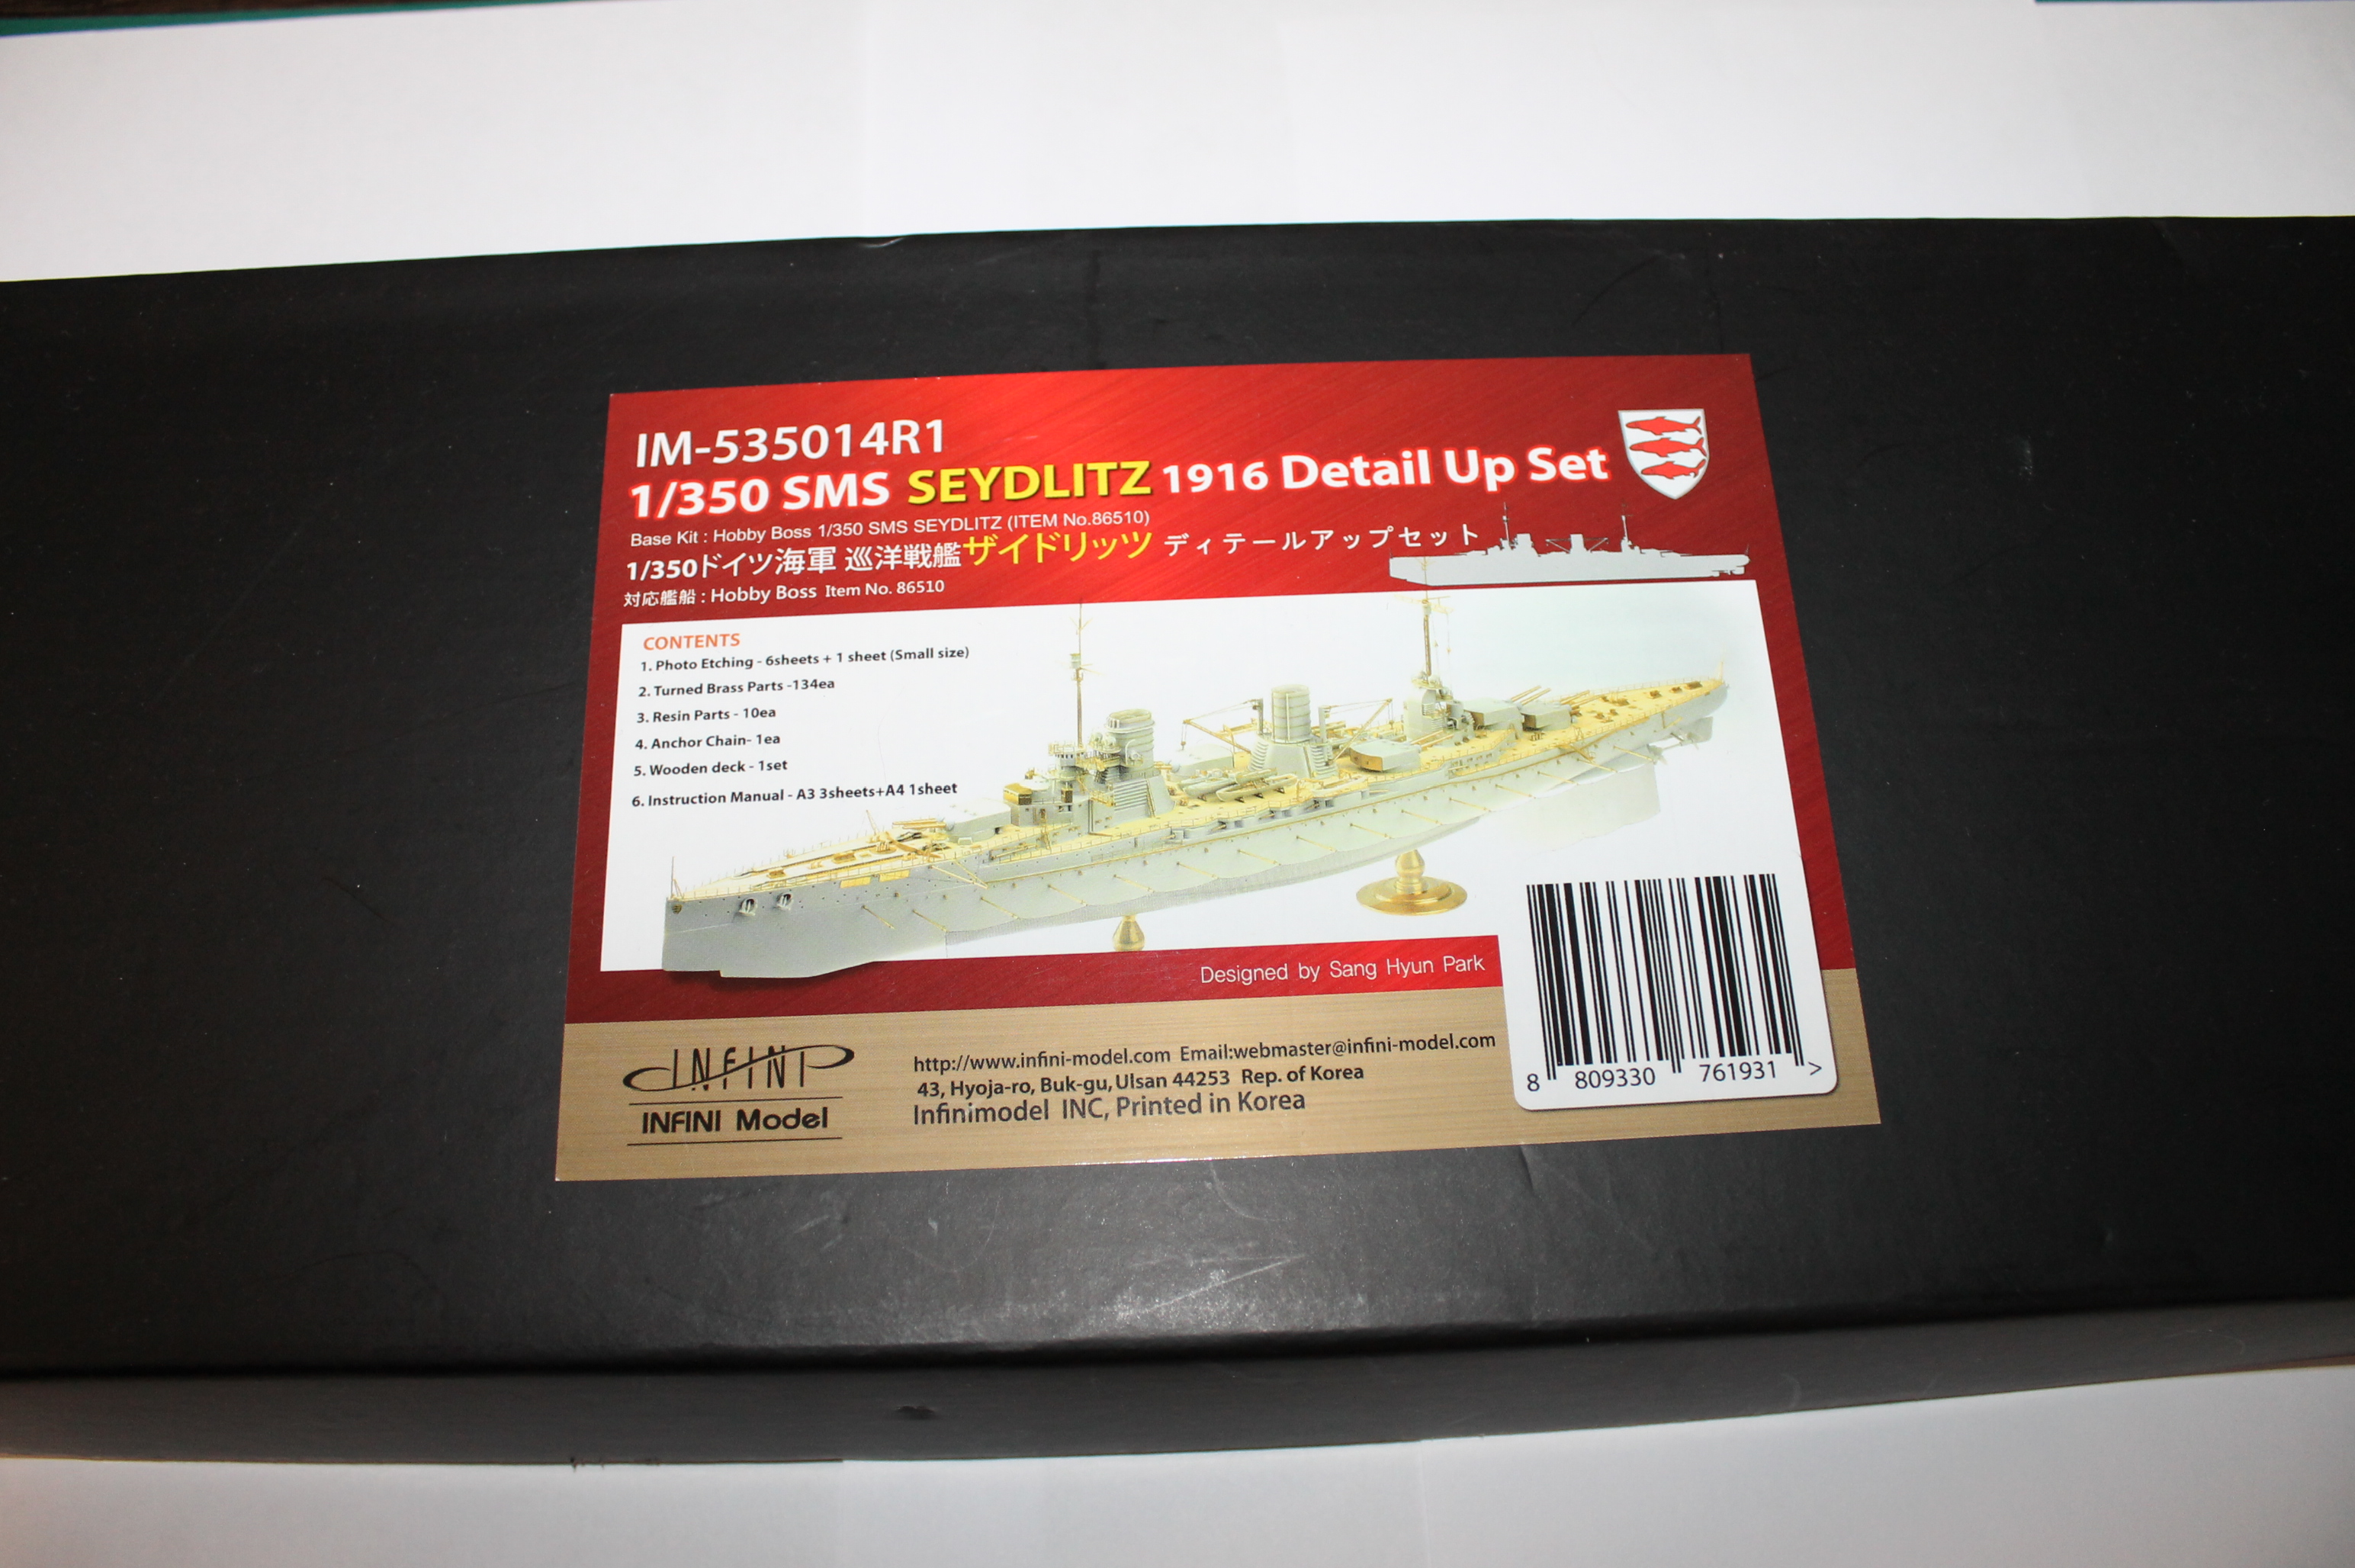 IM-535014R1
1/350 SMS SEYDLITZ 1916 Detail Up Set
Base Kit : Hobby Boss 1/350 SMS SEYDLITZ (ITEM No.86510)
1/350ドイツ海軍 巡洋戦艦ザイドリッツ ディテールアップセット
対応艦船 : Hobby Boss Item No. 86510
CONTENTS
1. Photo Etching - 6sheets + 1 sheet (Small size)
2. Turned Brass Parts -134ea
3. Resin Parts - 10ea
4. Anchor Chain- 1ea
5. Wooden deck - 1set
6. Instruction Manual - A3 3sheets+A4 1sheet
Designed by Sang Hyun Park
INFINI
INFINI Model
http://www.infini-model.com Email:webmaster@infini-model.com
43, Hyoja-ro, Buk-gu, Ulsan 44253 Rep. of Korea
Infinimodel INC, Printed in Korea
8 809330 761931 >